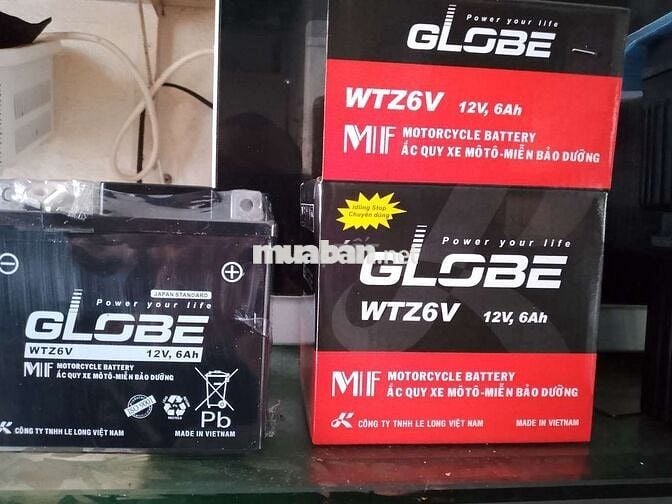 Power your life
GLOBE
WTZ6V 12V, 6Ah
MF MOTORCYCLE BATTERY
ẮC QUY XE MÔTÔ-MIỄN BẢO DƯỠNG
Idling Stop
Chuyên dùng
Power your life
GLOBE
WTZ6V 12V, 6Ah
MF MOTORCYCLE BATTERY
ẮC QUY XE MÔTÔ-MIỄN BẢO DƯỠNG
CÔNG TY TNHH LE LONG VIỆT NAM MADE IN VIETNAM
muaban.net
JAPAN STANDARD
Power your life
GLOBE
WTZ6V 12V, 6Ah
MF MOTORCYCLE BATTERY
ẮC QUY XE MÔTÔ-MIỄN BẢO DƯỠNG
Pb
CÔNG TY TNHH LE LONG VIỆT NAM MADE IN VIETNAM